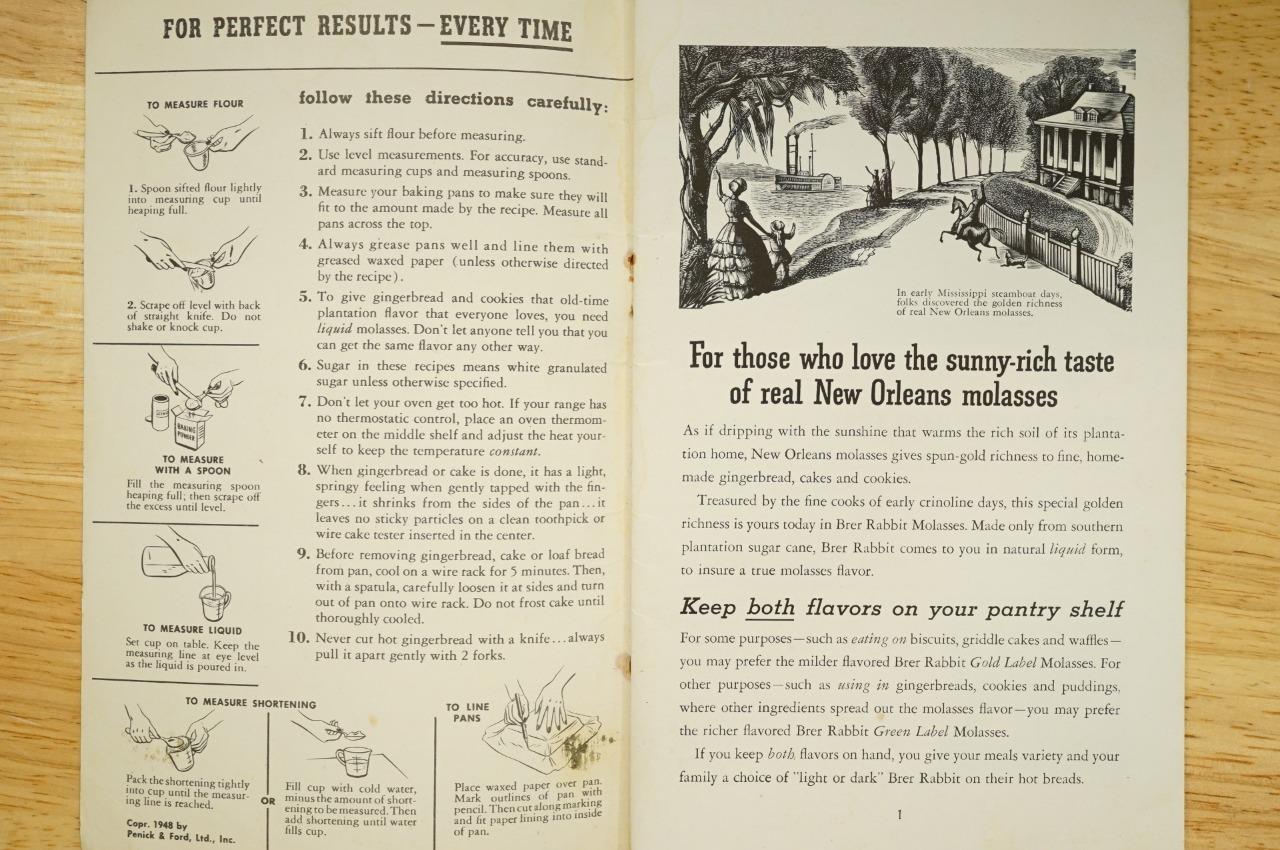 FOR PERFECT RESULTS — EVERY TIME
TO MEASURE FLOUR
1. Spoon sifted flour lightly
into measuring cup until
heaping full.
2. Scrape off level with back
of straight knife. Do not
shake or knock cup.
BAKING
POWDER
TO MEASURE
WITH A SPOON
Fill the measuring spoon
heaping full; then scrape off
the excess until level.
TO MEASURE LIQUID
Set cup on table. Keep the
measuring line at eye level
as the liquid is poured in.
follow these directions carefully:
1. Always sift flour before measuring.
2. Use level measurements. For accuracy, use stand-
ard measuring cups and measuring spoons.
3. Measure your baking pans to make sure they will
fit to the amount made by the recipe. Measure all
pans across the top.
4. Always grease pans well and line them with
greased waxed paper (unless otherwise directed
by the recipe).
5. To give gingerbread and cookies that old-time
plantation flavor that everyone loves, you need
liquid molasses. Don't let anyone tell you that you
can get the same flavor any other way.
6. Sugar in these recipes means white granulated
sugar unless otherwise specified.
7. Don't let your oven get too hot. If your range has
no thermostatic control, place an oven thermom-
eter on the middle shelf and adjust the heat your-
self to keep the temperature constant.
8. When gingerbread or cake is done, it has a light,
springy feeling when gently tapped with the fin-
gers...it shrinks from the sides of the pan...it
leaves no sticky particles on a clean toothpick or
wire cake tester inserted in the center.
9. Before removing gingerbread, cake or loaf bread
from pan, cool on a wire rack for 5 minutes. Then,
with a spatula, carefully loosen it at sides and turn
out of pan onto wire rack. Do not frost cake until
thoroughly cooled.
10. Never cut hot gingerbread with a knife...always
pull it apart gently with 2 forks.
TO MEASURE SHORTENING
Pack the shortening tightly
into cup until the measur-
ing line is reached.
OR
Fill cup with cold water,
minus the amount of short-
ening to be measured. Then
add shortening until water
fills cup.
TO LINE
PANS
Place waxed paper over pan.
Mark outlines of pan with
pencil. Then cut along marking
and fit paper lining into inside
of pan.
Copr. 1948 by
Penick & Ford, Ltd., Inc.
In early Mississippi steamboat days,
folks discovered the golden richness
of real New Orleans molasses.
For those who love the sunny-rich taste
of real New Orleans molasses
As if dripping with the sunshine that warms the rich soil of its planta-
tion home, New Orleans molasses gives spun-gold richness to fine, home-
made gingerbread, cakes and cookies.
Treasured by the fine cooks of early crinoline days, this special golden
richness is yours today in Brer Rabbit Molasses. Made only from southern
plantation sugar cane, Brer Rabbit comes to you in natural liquid form,
to insure a true molasses flavor.
Keep both flavors on your pantry shelf
For some purposes—such as eating on biscuits, griddle cakes and waffles—
you may prefer the milder flavored Brer Rabbit Gold Label Molasses. For
other purposes—such as using in gingerbreads, cookies and puddings,
where other ingredients spread out the molasses flavor—you may prefer
the richer flavored Brer Rabbit Green Label Molasses.
If you keep both flavors on hand, you give your meals variety and your
family a choice of "light or dark" Brer Rabbit on their hot breads.
1